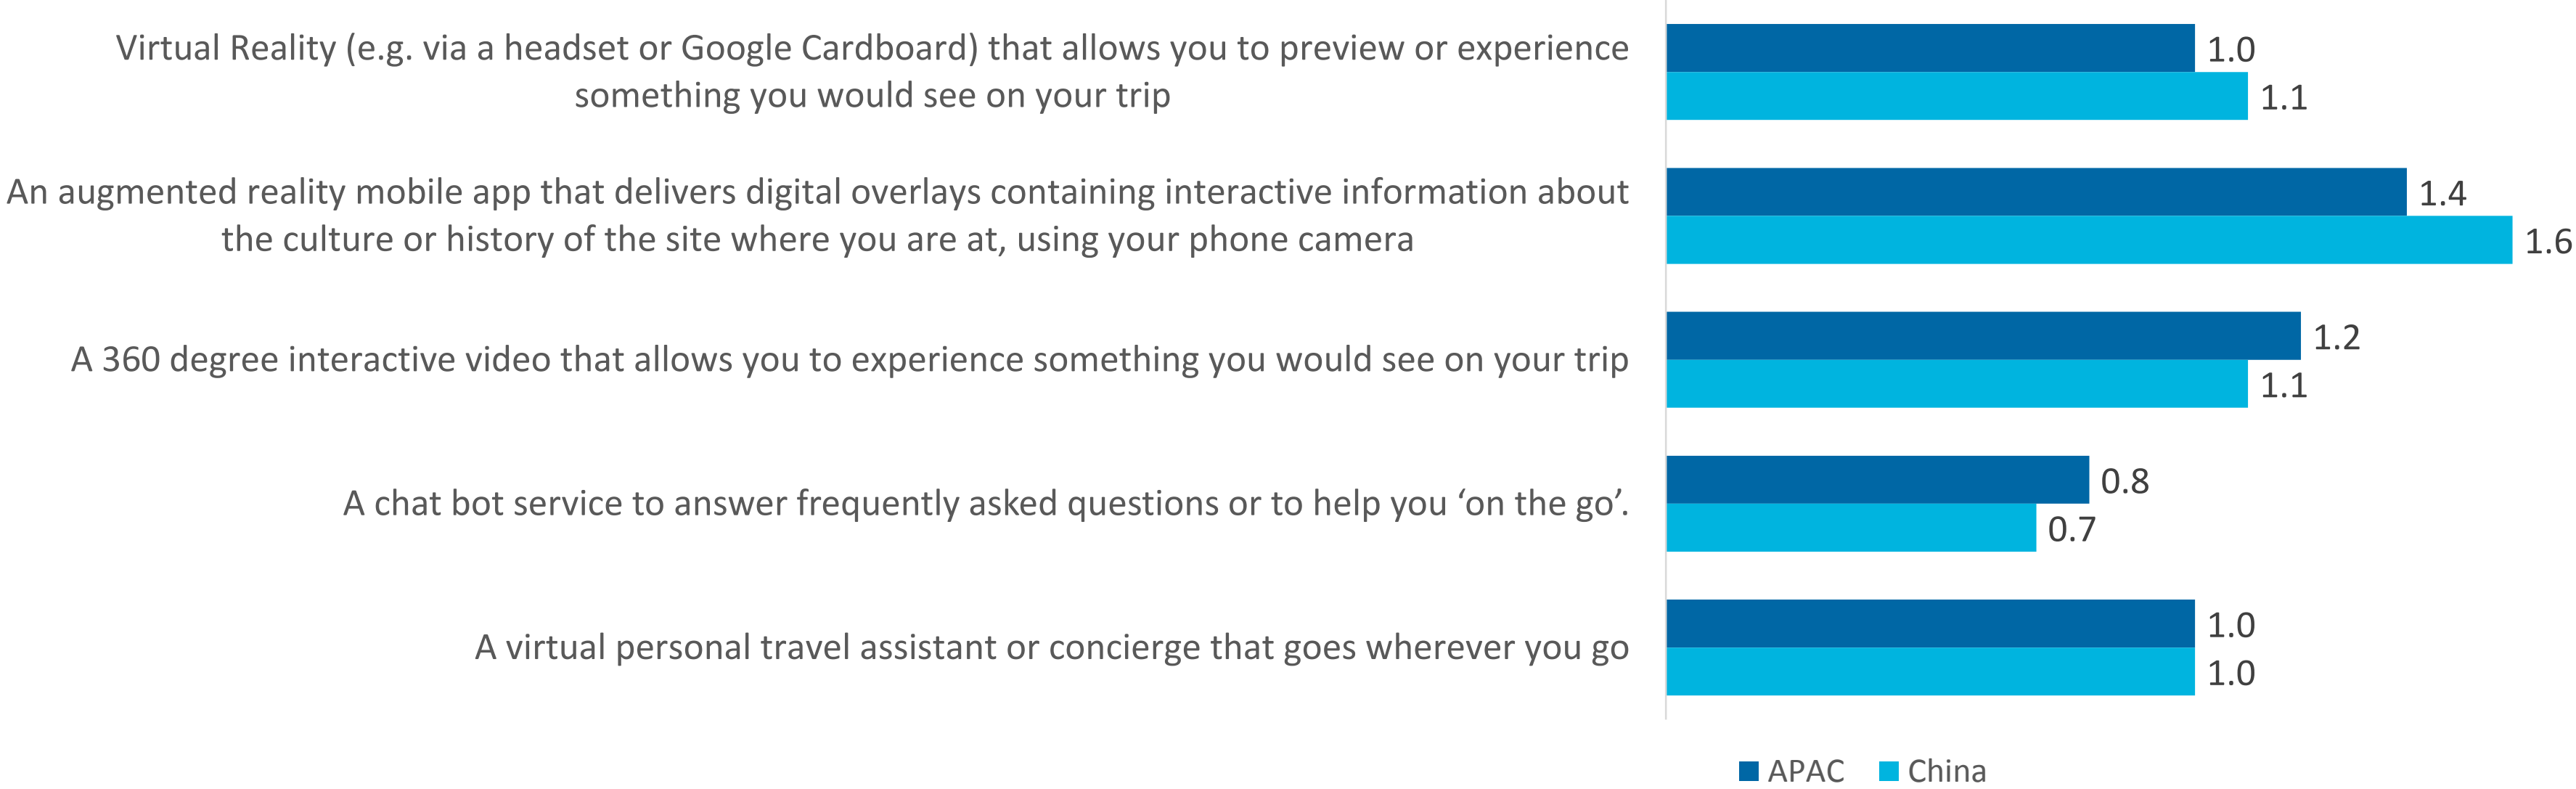 Virtual Reality (e.g. via a headset or Google Cardboard) that allows you to preview or experience
something you would see on your trip
1.0
1.1
An augmented reality mobile app that delivers digital overlays containing interactive information about
the culture or history of the site where you are at, using your phone camera
1.4
1.6
A 360 degree interactive video that allows you to experience something you would see on your trip
1.2
1.1
A chat bot service to answer frequently asked questions or to help you ‘on the go’.
0.8
0.7
A virtual personal travel assistant or concierge that goes wherever you go
1.0
1.0
APAC China